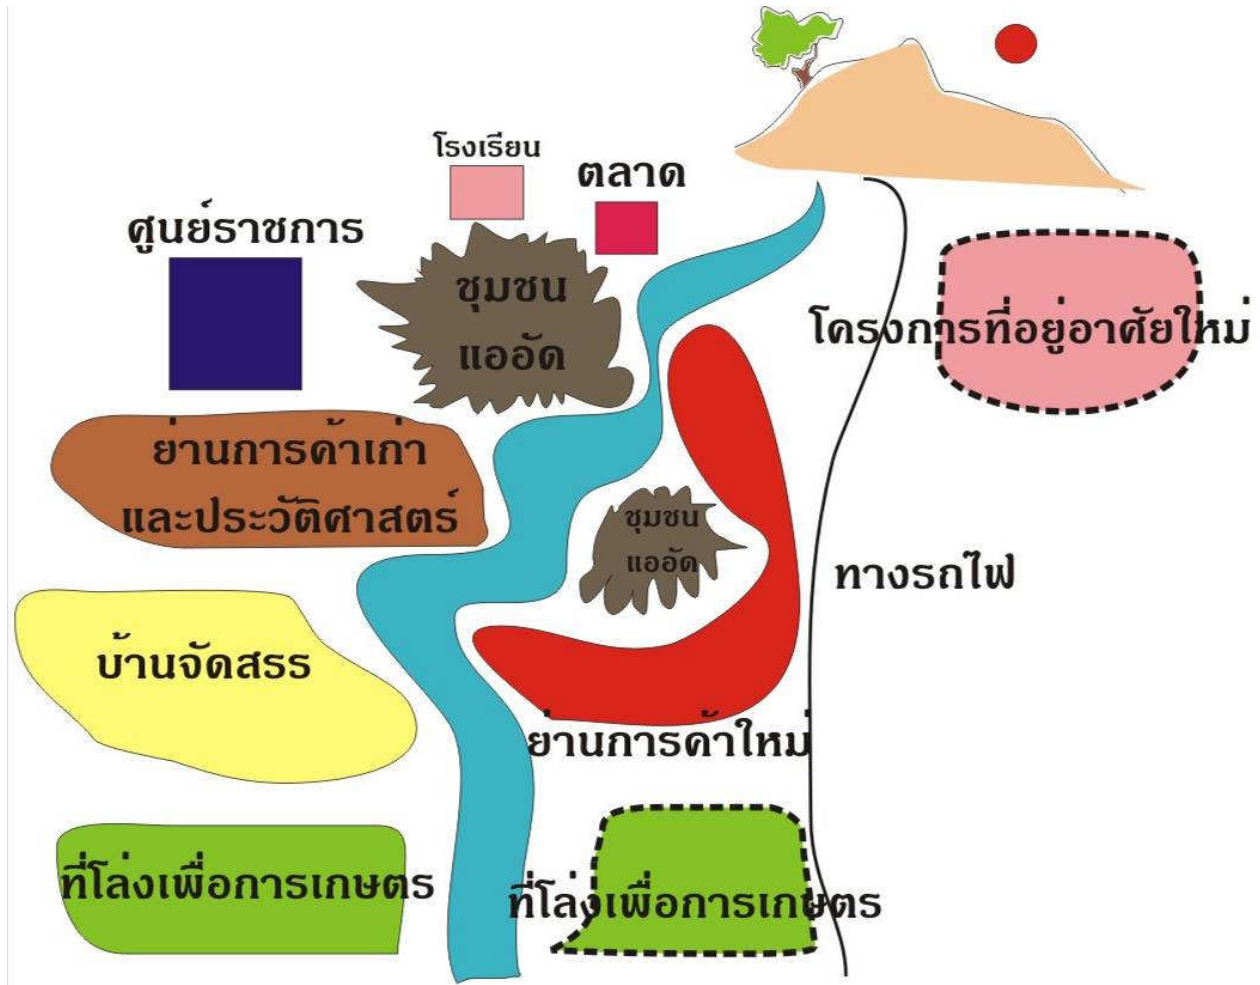 โรงเรียน
ตลาด
ศูนย์ราชการ
ชุมชน
แออัด
โครงการที่อยู่อาศัยใหม่
ย่านการค้าเก่า
และประวัติศาสตร์
ชุมชน
แออัด
ทางรถไฟ
บ้านจัดสรร
ย่านการค้าใหม่
ที่โล่งเพื่อการเกษตร
ที่โล่งเพื่อการเกษตร